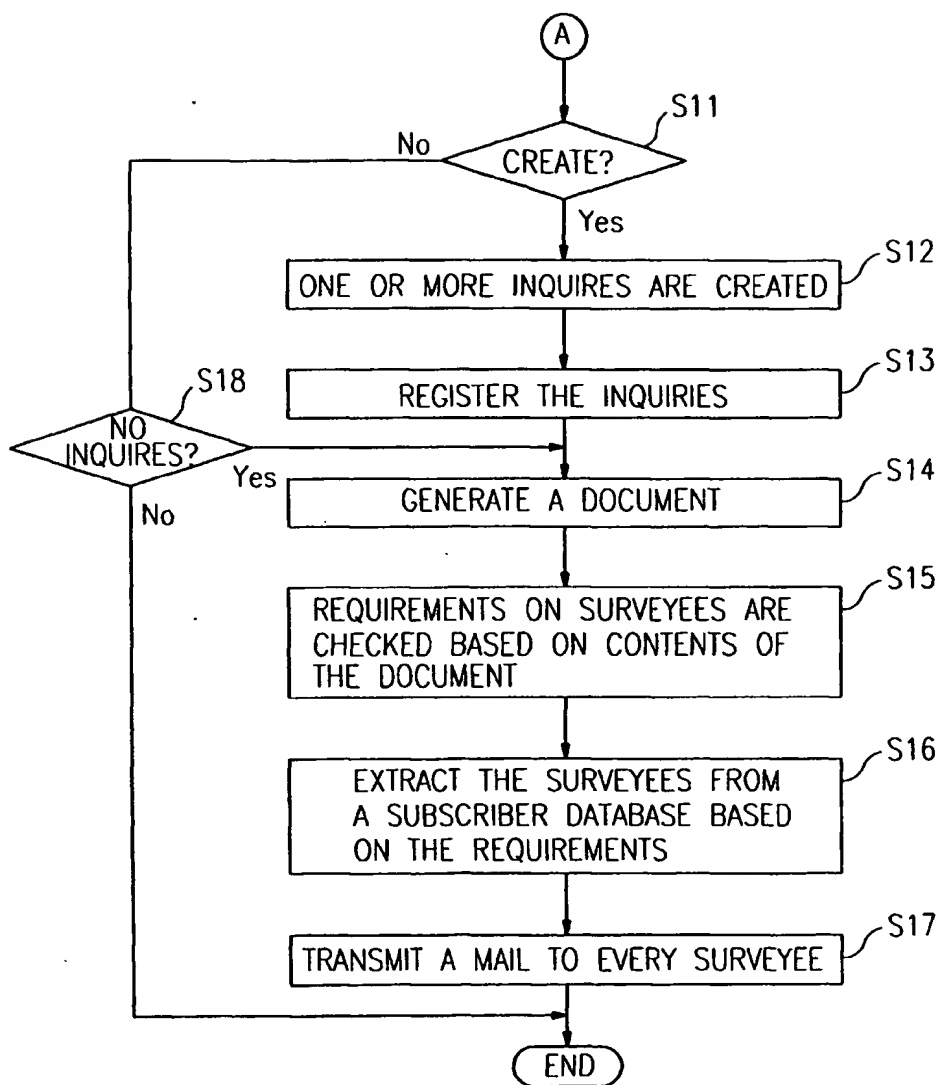 A
S11
No
CREATE?
Yes
S12
ONE OR MORE INQUIRES ARE CREATED
S13
REGISTER THE INQUIRIES
S18
NO
INQUIRES?
Yes
No
S14
GENERATE A DOCUMENT
S15
REQUIREMENTS ON SURVEYEES ARE
CHECKED BASED ON CONTENTS OF
THE DOCUMENT
S16
EXTRACT THE SURVEYEES FROM
A SUBSCRIBER DATABASE BASED
ON THE REQUIREMENTS
S17
TRANSMIT A MAIL TO EVERY SURVEYEE
END